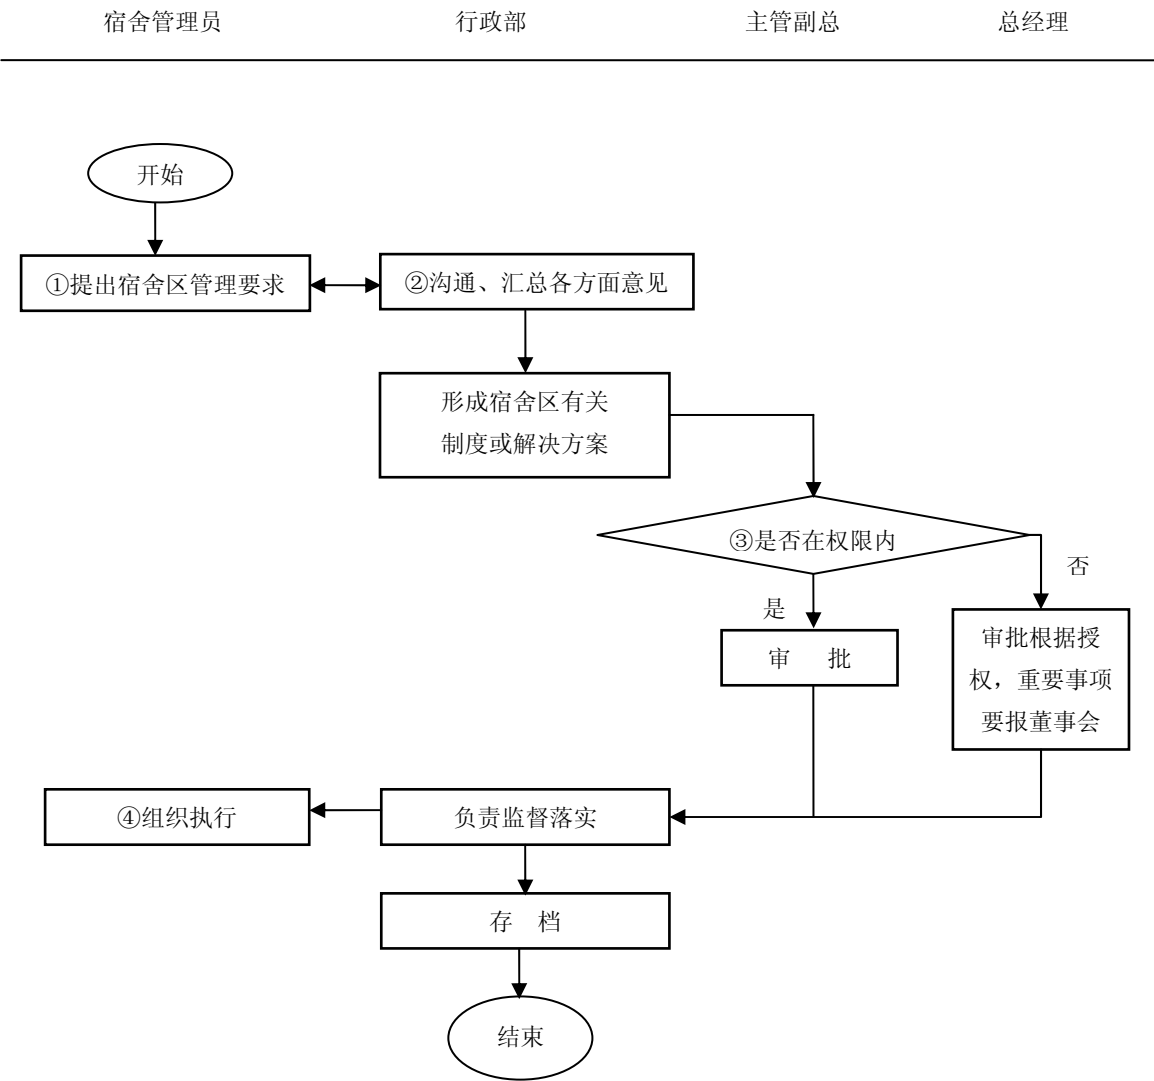 宿舍管理员 行政部 主管副总 总经理
开始
①提出宿舍区管理要求 ②沟通、汇总各方面意见
形成宿舍区有关
制度或解决方案
③是否在权限内
否
是
审 批
审批根据授
权，重要事项
要报董事会
④组织执行 负责监督落实
存 档
结束